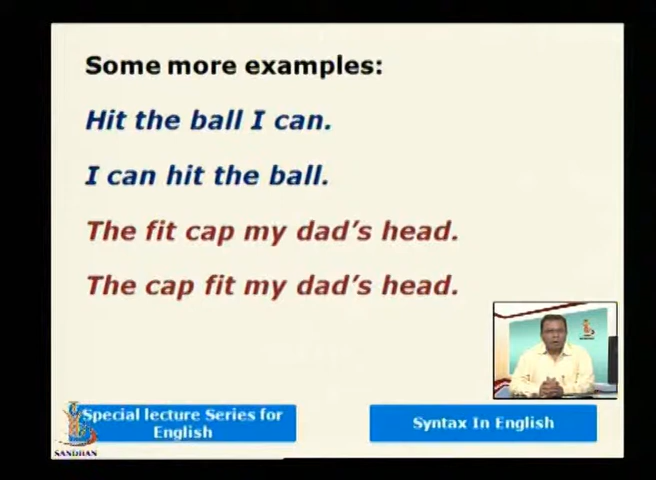 Some more examples:
Hit the ball I can.
I can hit the ball.
The fit cap my dad's head.
The cap fit my dad's head.
Special lecture Series for
English
Syntax In English
SANDHAN